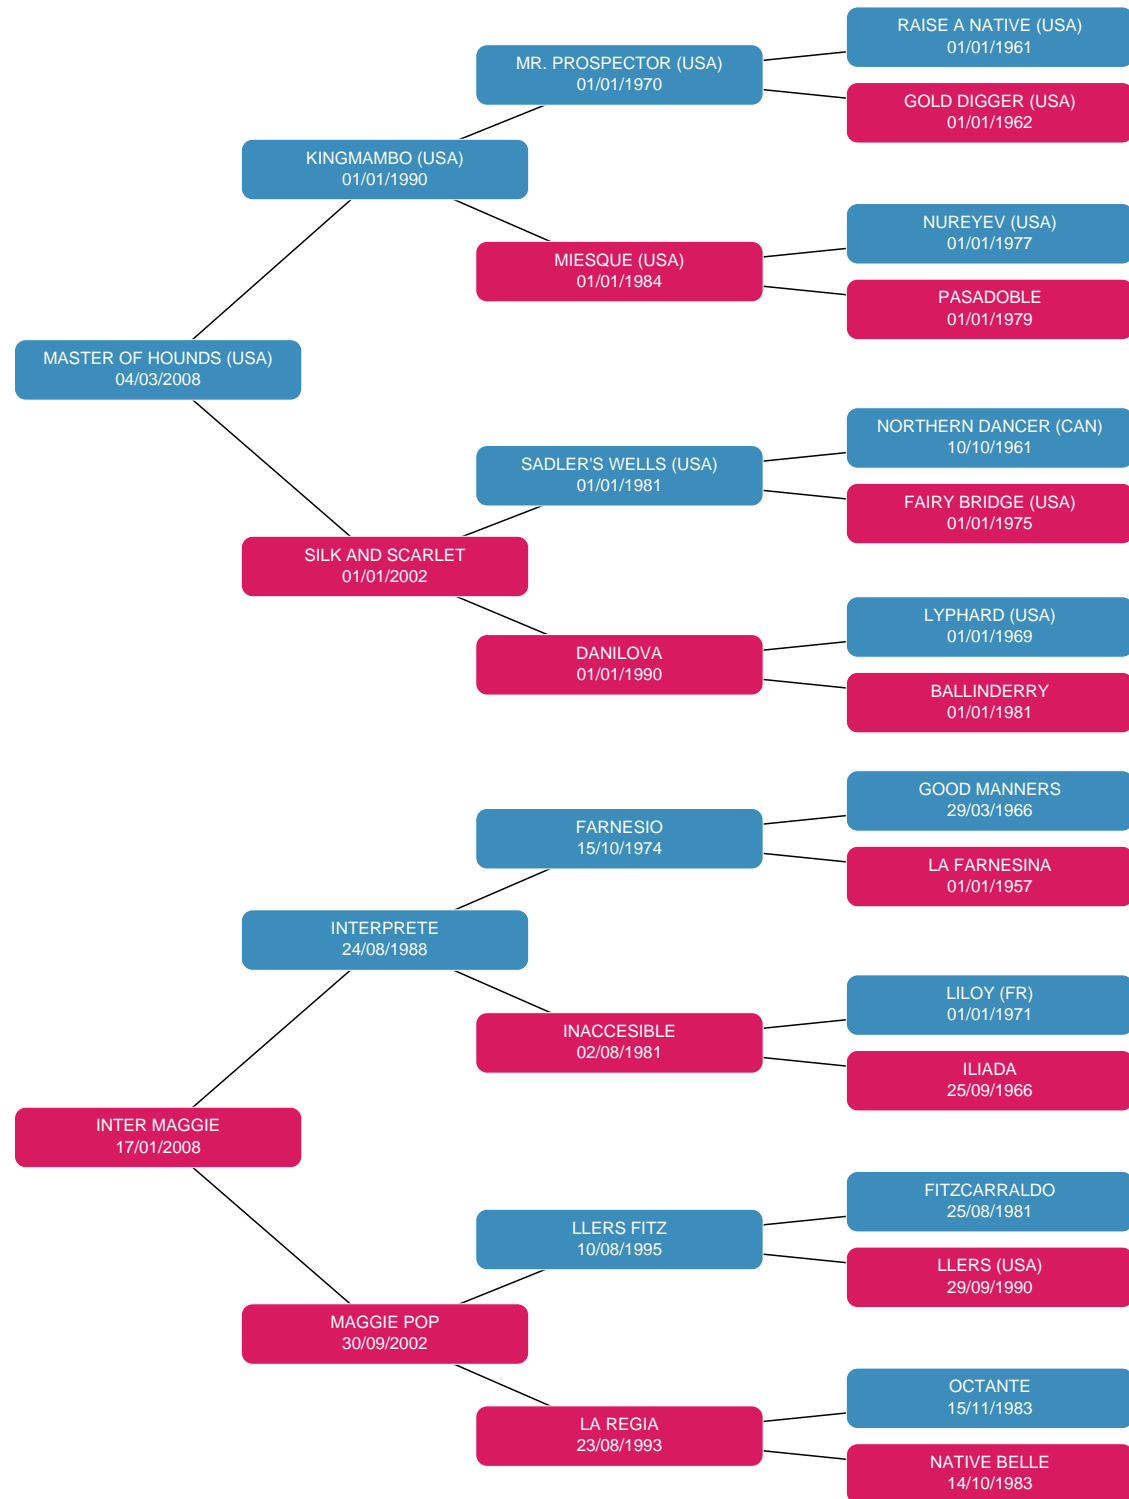 RAISE A NATIVE (USA)
01/01/1961
MR. PROSPECTOR (USA)
01/01/1970
GOLD DIGGER (USA)
01/01/1962
KINGMAMBO (USA)
01/01/1990
NUREYEV (USA)
01/01/1977
MIESQUE (USA)
01/01/1984
PASADOBLE
01/01/1979
MASTER OF HOUNDS (USA)
04/03/2008
NORTHERN DANCER (CAN)
10/10/1961
SADLER'S WELLS (USA)
01/01/1981
FAIRY BRIDGE (USA)
01/01/1975
SILK AND SCARLET
01/01/2002
LYPHARD (USA)
01/01/1969
DANILOVA
01/01/1990
BALLINDERRY
01/01/1981
GOOD MANNERS
29/03/1966
FARNESIO
15/10/1974
LA FARNESINA
01/01/1957
INTERPRETE
24/08/1988
LILOY (FR)
01/01/1971
INACCESIBLE
02/08/1981
ILIADA
25/09/1966
INTER MAGGIE
17/01/2008
FITZCARRALDO
25/08/1981
LLERS FITZ
10/08/1995
LLERS (USA)
29/09/1990
MAGGIE POP
30/09/2002
OCTANTE
15/11/1983
LA REGIA
23/08/1993
NATIVE BELLE
14/10/1983